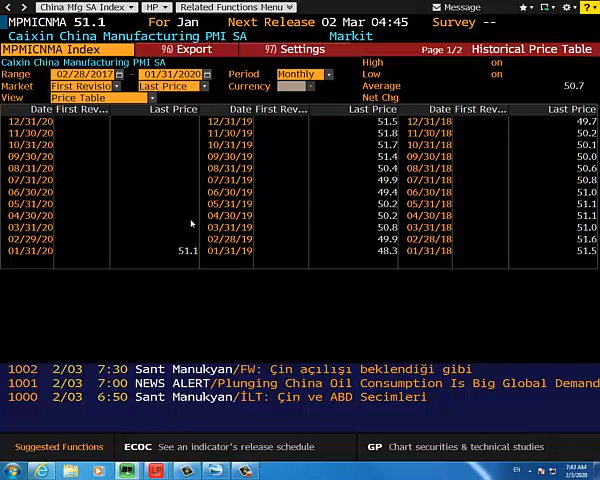 China Mfg SA Index HP Related Functions Menu Message
MPMICNMA 51.1 For Jan Next Release 02 Mar 04:45 Survey --
Caixin China Manufacturing PMI SA Markit
MPMICNMA Index 96) Export 97) Settings Page 1/2 Historical Price Table
Caixin China Manufacturing PMI SA High on
Range 02/28/2017 - 01/31/2020 Period Monthly Low on
Market First Revisio Last Price Currency Average 50.7
View Price Table Net Chg
Date First Rev... Last Price Date First Rev... Last Price Date First Rev... Last Price
12/31/20 12/31/19 51.5 12/31/18 49.7
11/30/20 11/30/19 51.8 11/30/18 50.2
10/31/20 10/31/19 51.7 10/31/18 50.1
09/30/20 09/30/19 51.4 09/30/18 50.0
08/31/20 08/31/19 50.4 08/31/18 50.6
07/31/20 07/31/19 49.9 07/31/18 50.8
06/30/20 06/30/19 49.4 06/30/18 51.0
05/31/20 05/31/19 50.2 05/31/18 51.1
04/30/20 04/30/19 50.2 04/30/18 51.1
03/31/20 03/31/19 50.8 03/31/18 51.0
02/29/20 02/28/19 49.9 02/28/18 51.6
01/31/20 51.1 01/31/19 48.3 01/31/18 51.5
1002 2/03 7:30 Sant Manukyan/FW: Çin açılışı beklendiği gibi
1001 2/03 7:00 NEWS ALERT/Plunging China Oil Consumption Is Big Global Demand
1000 2/03 6:50 Sant Manukyan/İLT: Çin ve ABD Secimleri
Suggested Functions ECOC See an indicator's release schedule GP Chart securities & technical studies
LP EN 7:43 AM
2/3/2020